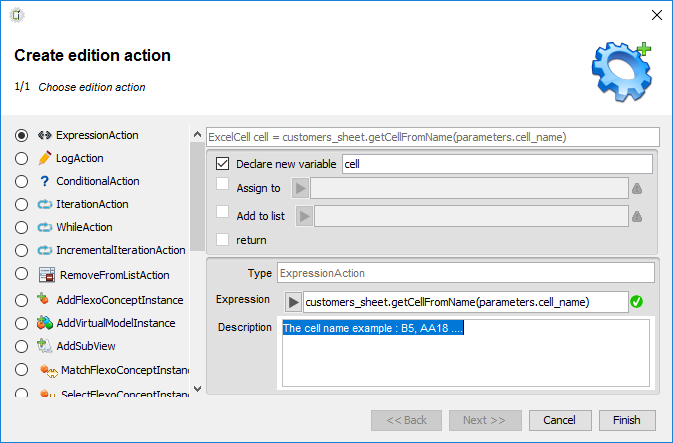 Create edition action
1/1 Choose edition action
ExpressionAction
LogAction
ConditionalAction
IterationAction
WhileAction
IncrementalIterationAction
RemoveFromListAction
AddFlexoConceptInstance
AddVirtualModelInstance
AddSubView
MatchFlexoConceptInstanc
SelectFlexoConceptInstanc
ExcelCell cell = customers_sheet.getCellFromName(parameters.cell_name)
Declare new variable cell
Assign to
Add to list
return
Type ExpressionAction
Expression customers_sheet.getCellFromName(parameters.cell_name)
Description The cell name example : B5, AA18 ....
<< Back Next >> Cancel Finish